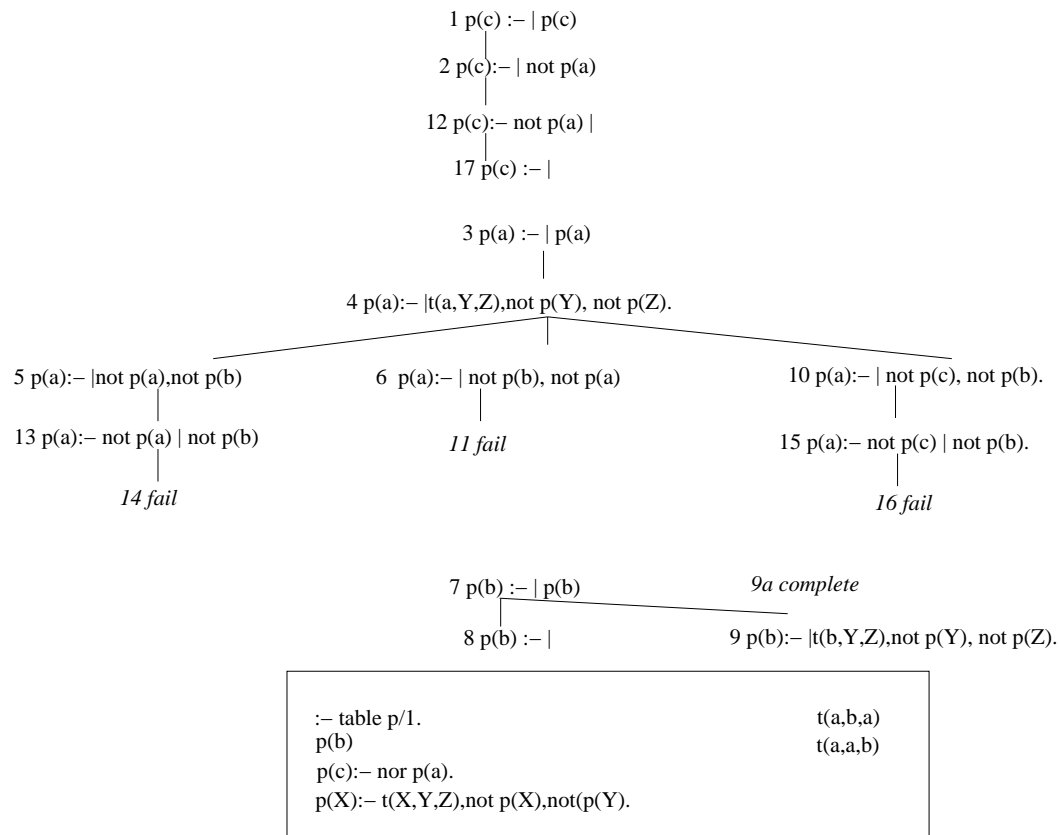 1 p(c) :– | p(c)
2 p(c):– | not p(a)
12 p(c):– not p(a) |
17 p(c) :– |
3 p(a) :– | p(a)
4 p(a):– |t(a,Y,Z),not p(Y), not p(Z).
5 p(a):– |not p(a),not p(b)
6 p(a):– | not p(b), not p(a)
10 p(a):– | not p(c), not p(b).
13 p(a):– not p(a) | not p(b)
11 fail
15 p(a):– not p(c) | not p(b).
14 fail
16 fail
7 p(b) :– | p(b)
9a complete
8 p(b) :– |
9 p(b):– |t(b,Y,Z),not p(Y), not p(Z).
:– table p/1.
t(a,b,a)
p(b)
t(a,a,b)
p(c):– nor p(a).
p(X):– t(X,Y,Z),not p(X),not(p(Y).